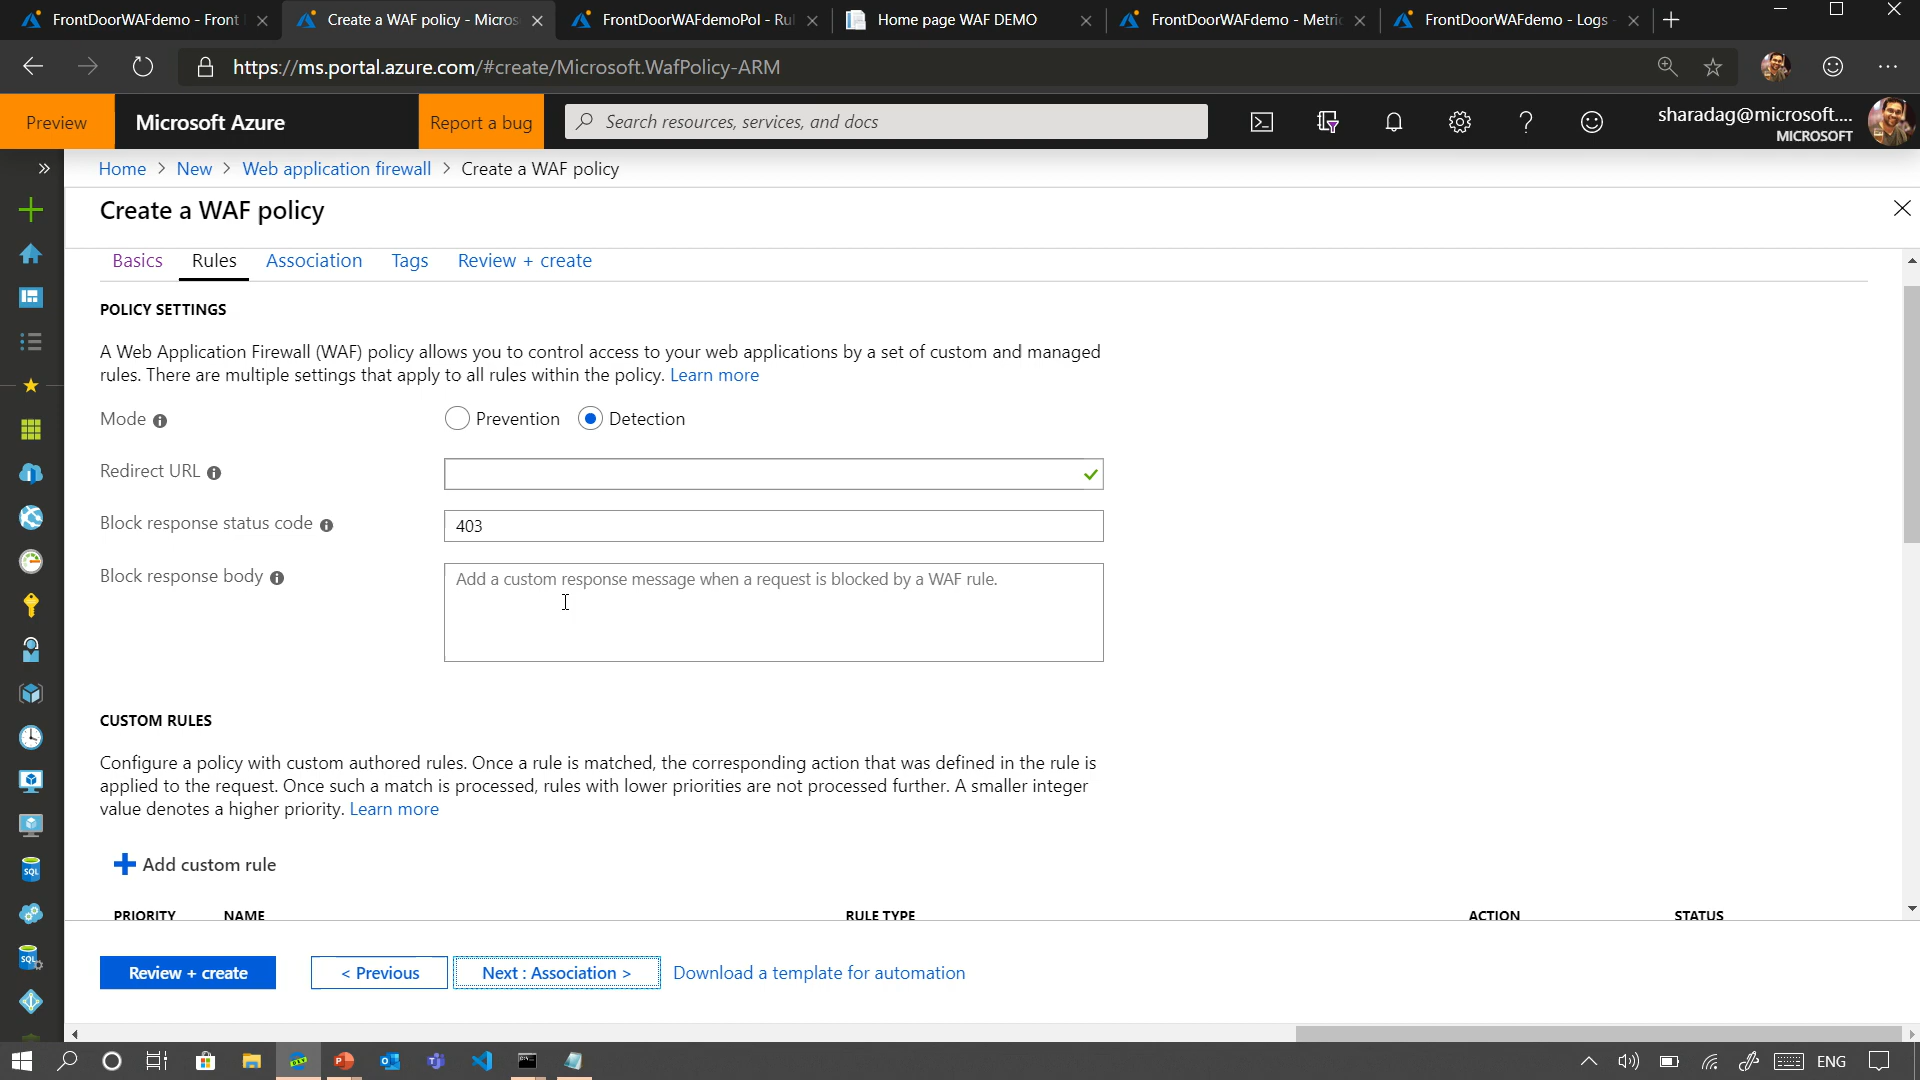 FrontDoorWAFdemo - Front
Create a WAF policy - Micros
FrontDoorWAFdemoPol - Ru
Home page WAF DEMO
FrontDoorWAFdemo - Metri
FrontDoorWAFdemo - Logs -
https://ms.portal.azure.com/#create/Microsoft.WafPolicy-ARM
Preview
Microsoft Azure
Report a bug
Search resources, services, and docs
sharadag@microsoft....
MICROSOFT
Home > New > Web application firewall > Create a WAF policy
Create a WAF policy
Basics Rules Association Tags Review + create
POLICY SETTINGS
A Web Application Firewall (WAF) policy allows you to control access to your web applications by a set of custom and managed
rules. There are multiple settings that apply to all rules within the policy. Learn more
Mode Prevention Detection
Redirect URL
Block response status code 403
Block response body Add a custom response message when a request is blocked by a WAF rule.
CUSTOM RULES
Configure a policy with custom authored rules. Once a rule is matched, the corresponding action that was defined in the rule is
applied to the request. Once such a match is processed, rules with lower priorities are not processed further. A smaller integer
value denotes a higher priority. Learn more
Add custom rule
PRIORITY NAME RULE TYPE ACTION STATUS
Review + create < Previous Next : Association > Download a template for automation
ENG